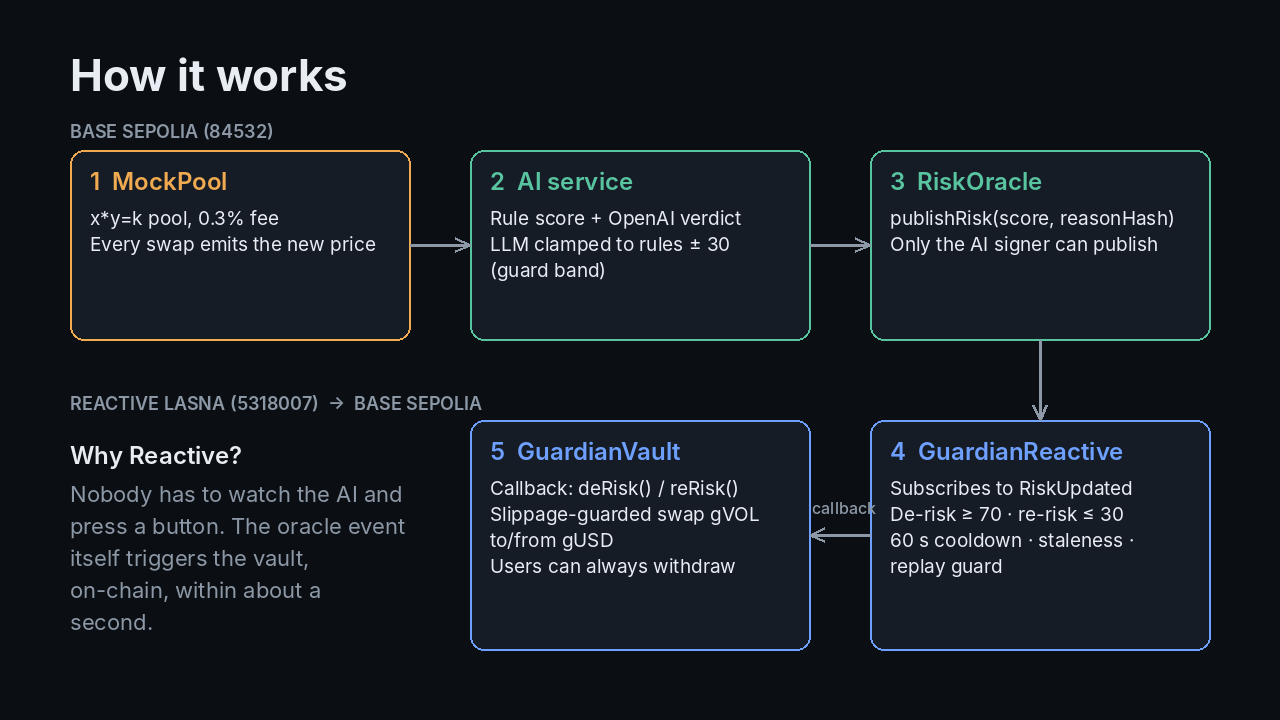 How it works
BASE SEPOLIA (84532)
1 MockPool
x*y=k pool, 0.3% fee
Every swap emits the new price
2 AI service
Rule score + OpenAI verdict
LLM clamped to rules ± 30
(guard band)
3 RiskOracle
publishRisk(score, reasonHash)
Only the AI signer can publish
REACTIVE LASNA (5318007) → BASE SEPOLIA
Why Reactive?
Nobody has to watch the AI and
press a button. The oracle event
itself triggers the vault,
on-chain, within about a
second.
5 GuardianVault
Callback: deRisk() / reRisk()
Slippage-guarded swap gVOL
to/from gUSD
Users can always withdraw
callback
4 GuardianReactive
Subscribes to RiskUpdated
De-risk ≥ 70 · re-risk ≤ 30
60 s cooldown · staleness ·
replay guard